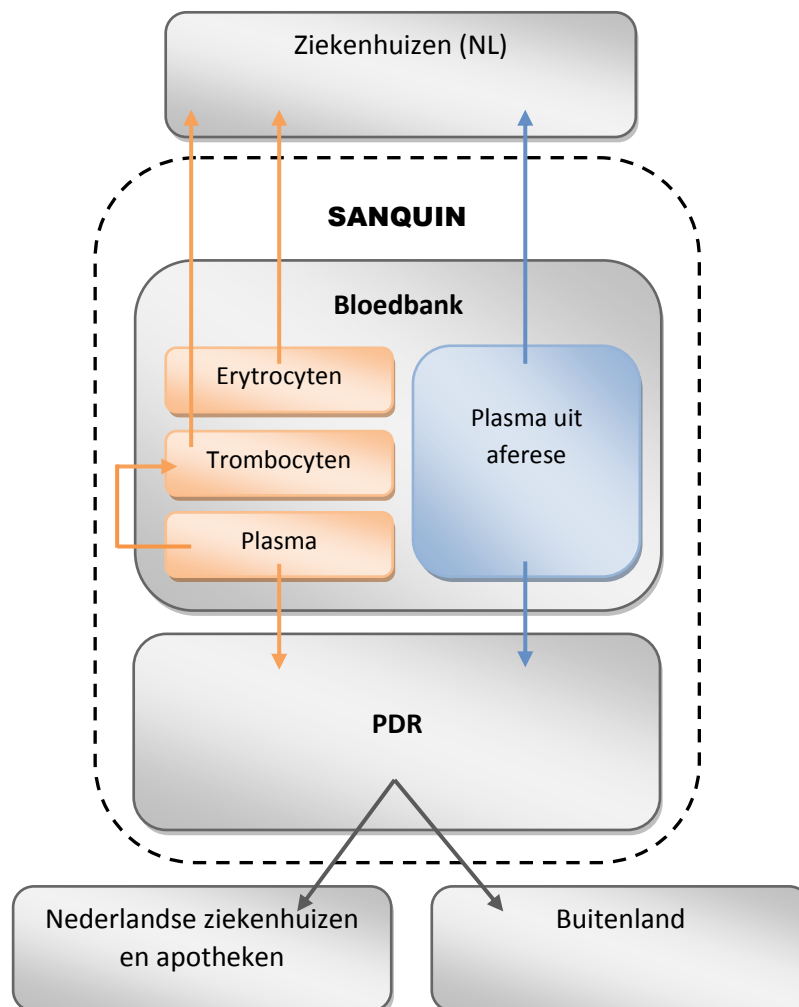 Ziekenhuizen (NL)
SANQUIN
Bloedbank
Erytrocyten
Trombocyten
Plasma
Plasma uit
aferese
PDR
Nederlandse ziekenhuizen
en apotheken
Buitenland